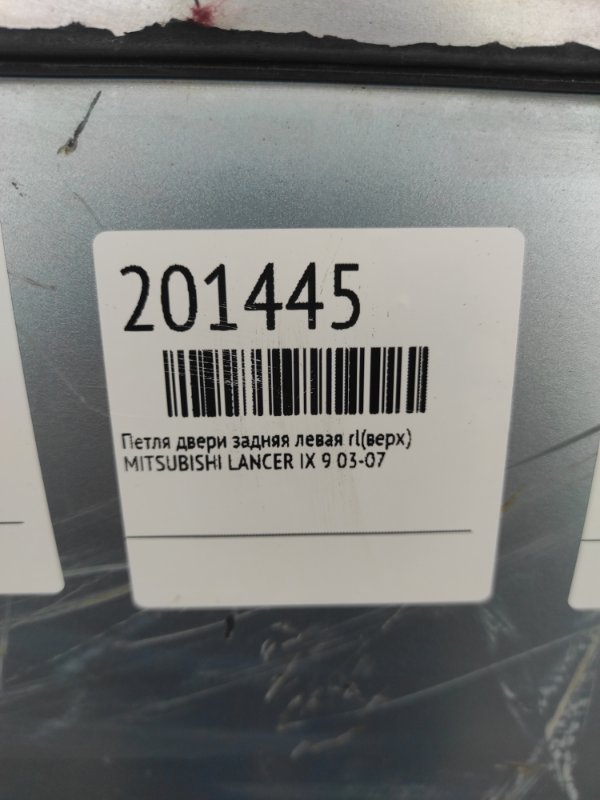 201445
Петля двери задняя левая rl(верх)
MITSUBISHI LANCER IX 9 03-07